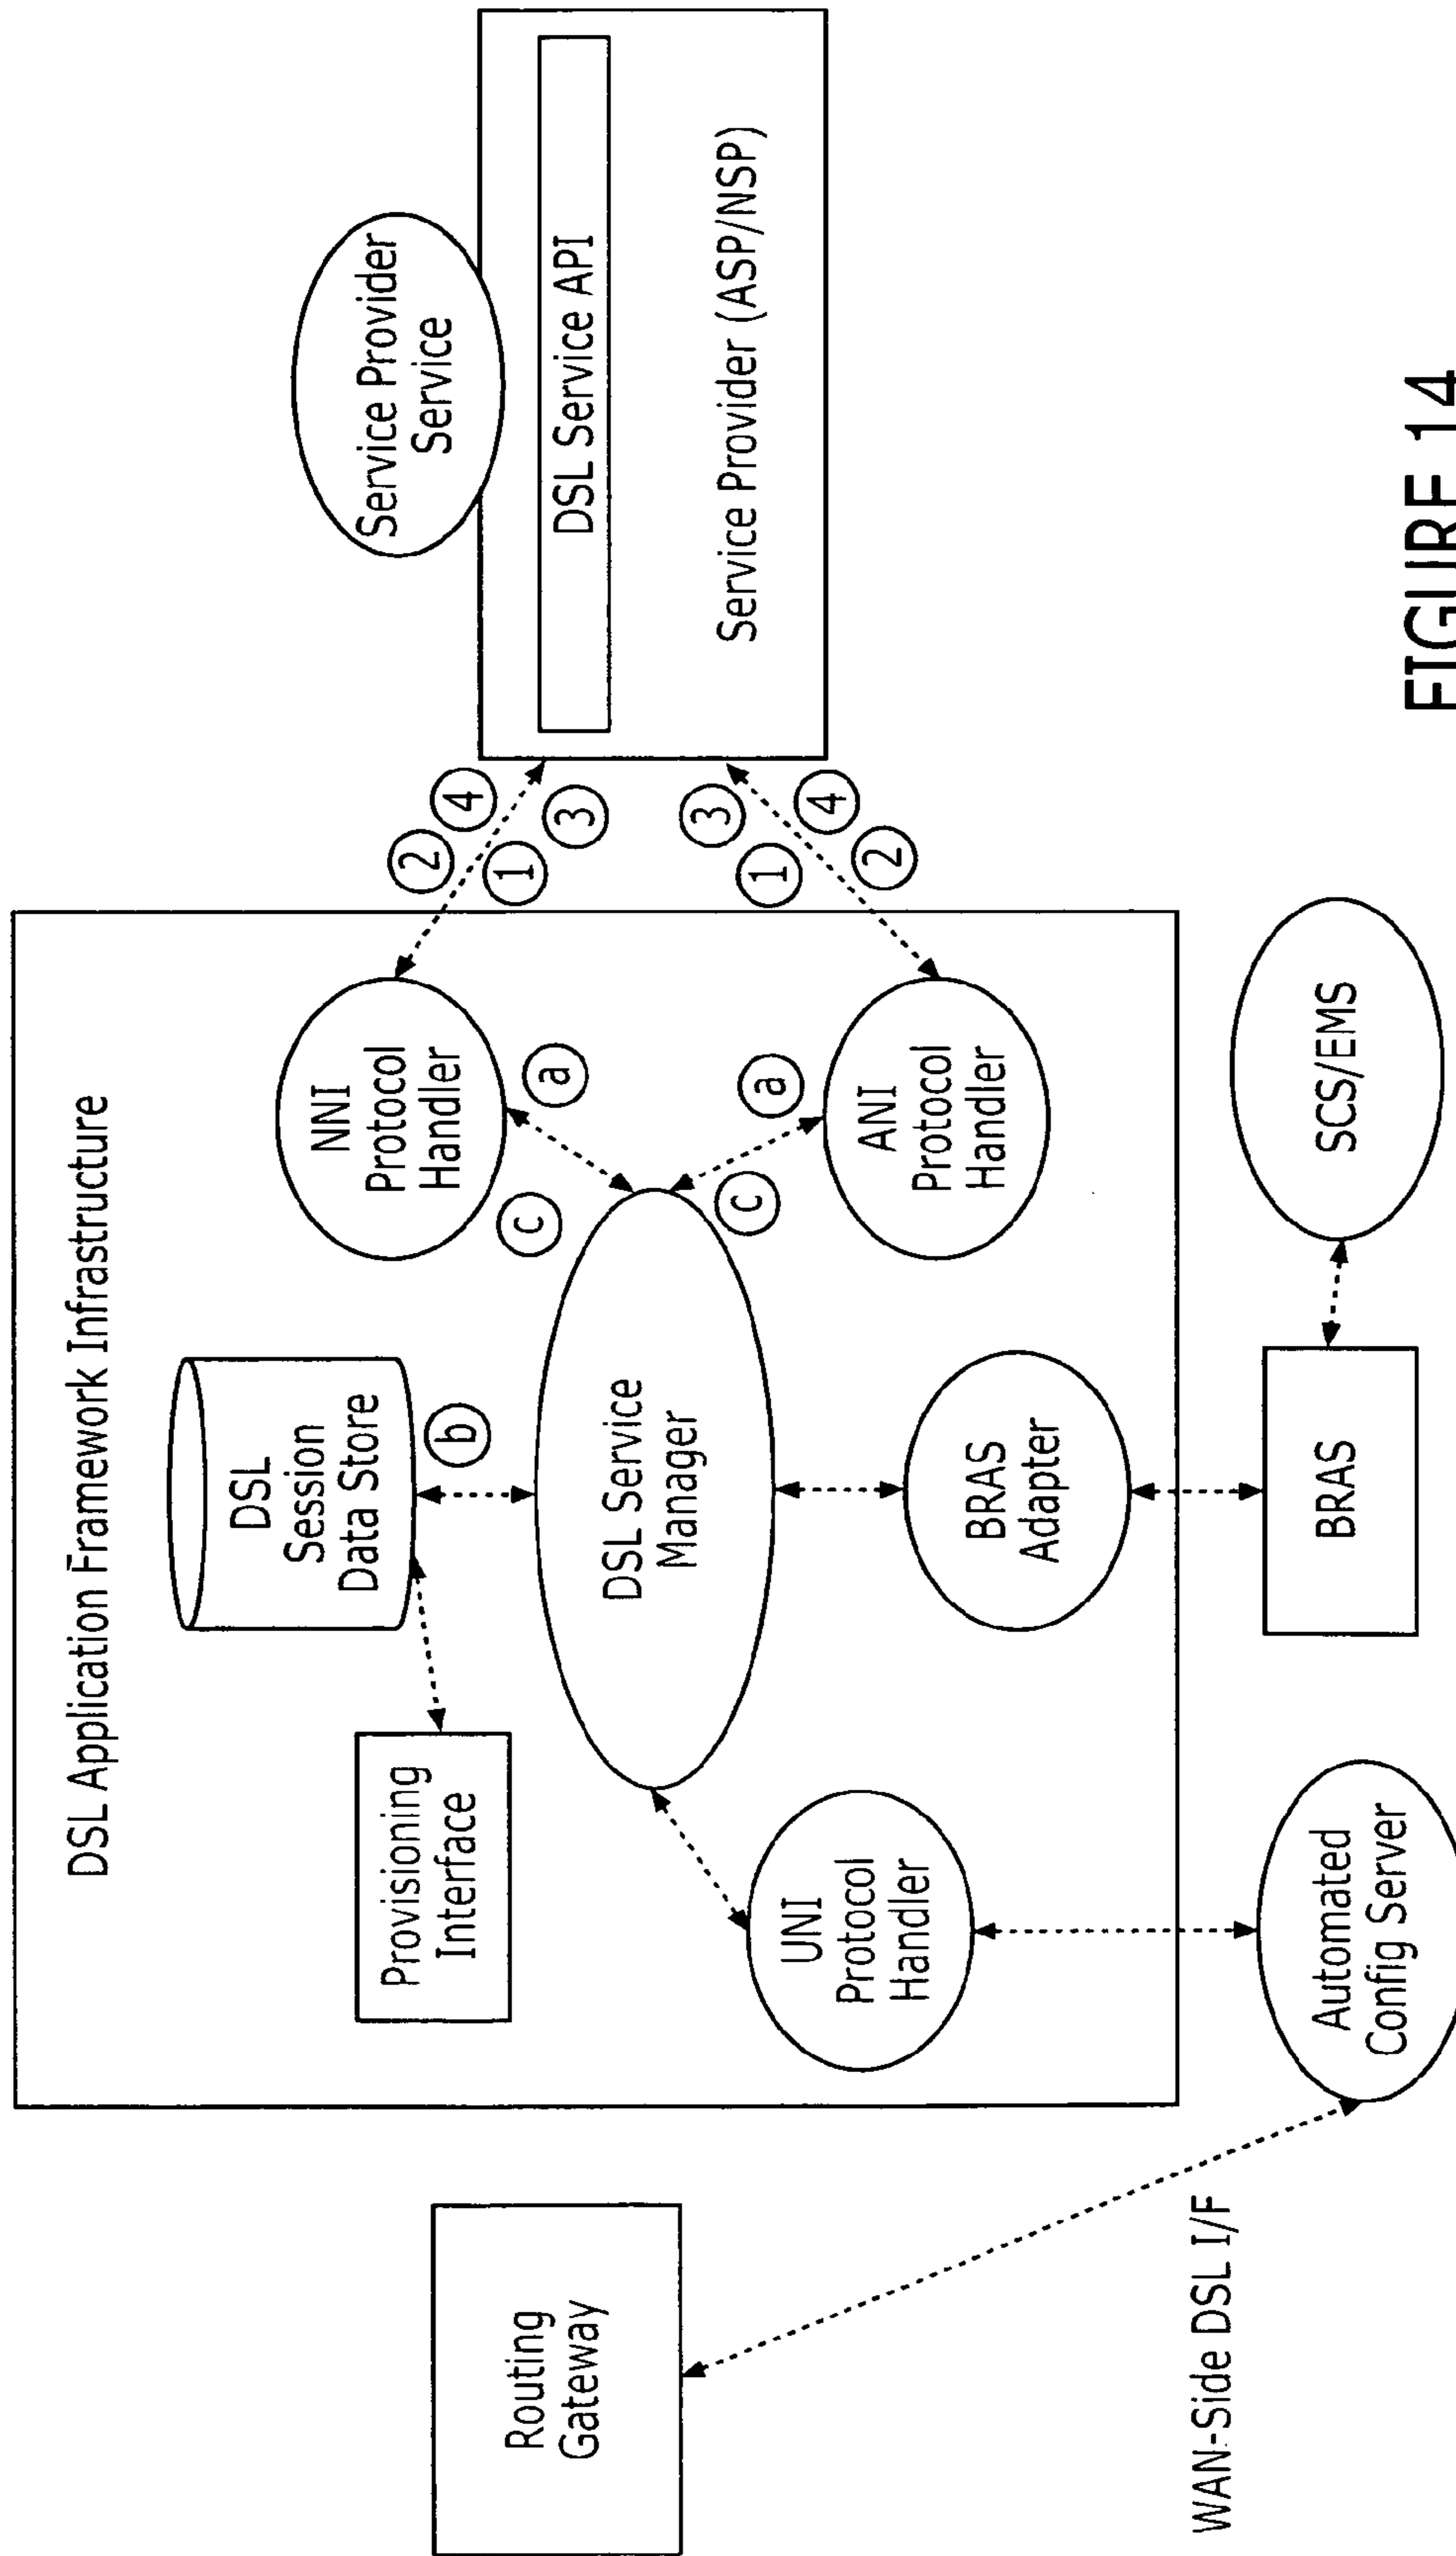 DSL Application Framework Infrastructure
Routing
Gateway
Provisioning
Interface
DSL
Session
Data Store
b
NNI
Protocol
Handler
2
4
1
3
Service Provider
Service
DSL Service API
Service Provider (ASP/NSP)
c
a
DSL Service
Manager
c
a
3
1
4
2
UNI
Protocol
Handler
BRAS
Adapter
ANI
Protocol
Handler
WAN-Side DSL I/F
Automated
Config Server
BRAS
SCS/EMS
FIGURE 14